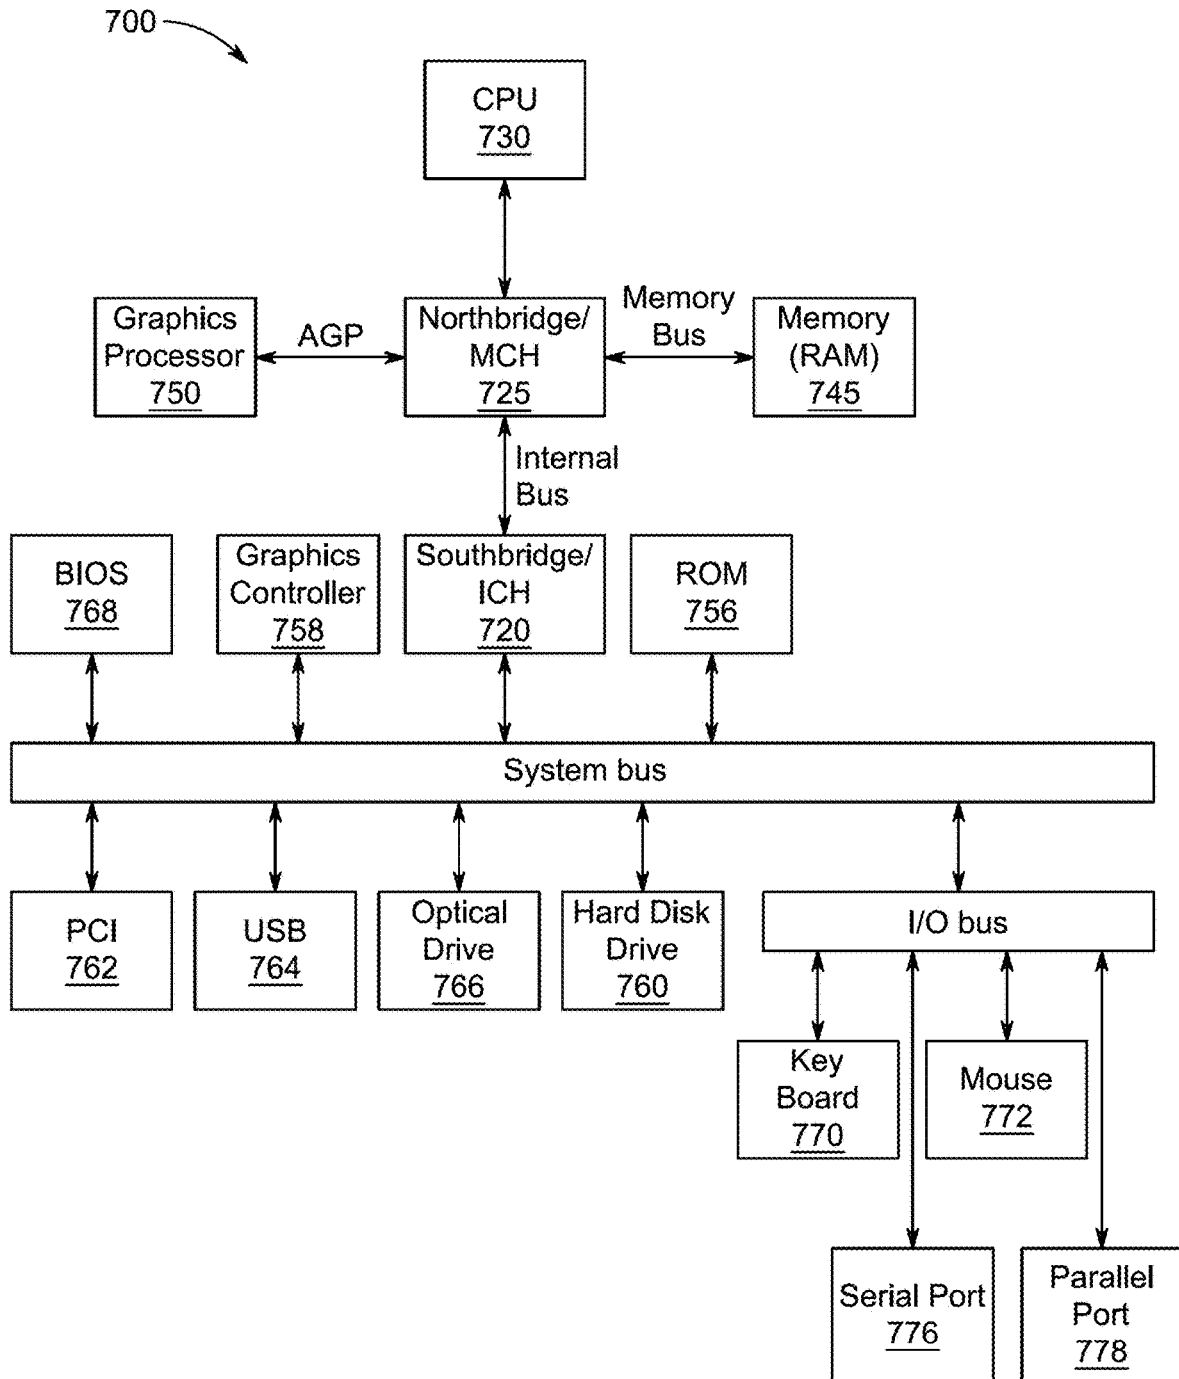 700
CPU
730
Graphics
Processor
750
AGP
Northbridge/
MCH
725
Memory
Bus
Memory
(RAM)
745
Internal
Bus
BIOS
768
Graphics
Controller
758
Southbridge/
ICH
720
ROM
756
System bus
PCI
762
USB
764
Optical
Drive
766
Hard Disk
Drive
760
I/O bus
Key
Board
770
Mouse
772
Serial Port
776
Parallel
Port
778